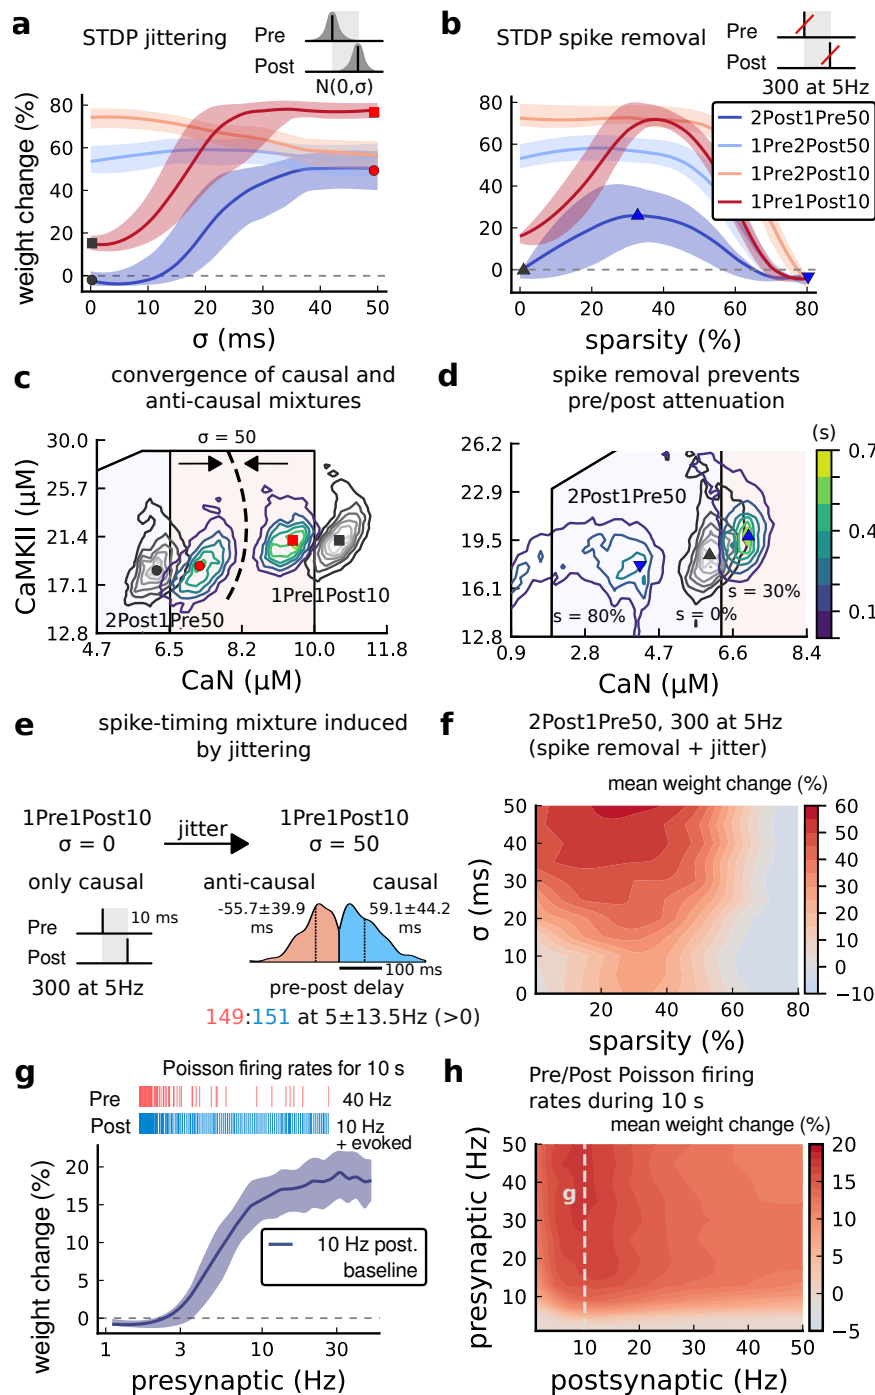 a
STDP jittering
Pre
Post
N(0,σ)
weight change (%)
80
60
40
20
0
0
10
20
30
40
50
σ (ms)
b
STDP spike removal
Pre
Post
300 at 5Hz
2Post1Pre50
1Pre2Post50
1Pre2Post10
1Pre1Post10
80
60
40
20
0
0
20
40
60
80
sparsity (%)
c
convergence of causal and
anti-causal mixtures
σ = 50
CaMKII (μM)
30.0
25.7
21.4
17.1
12.8
2Post1Pre50
1Pre1Post10
4.7
6.5
8.2
10.0
11.8
CaN (μM)
d
spike removal prevents
pre/post attenuation
(s)
0.7
0.4
0.1
26.2
22.9
19.5
16.1
12.8
2Post1Pre50
s = 80%
s = 0%
s = 30%
0.9
2.8
4.7
6.5
8.4
CaN (μM)
e
spike-timing mixture induced
by jittering
1Pre1Post10
σ = 0
jitter
1Pre1Post10
σ = 50
only causal
Pre
10 ms
Post
300 at 5Hz
anti-causal
causal
-55.7±39.9
ms
59.1±44.2
ms
100 ms
pre-post delay
149:151 at 5±13.5Hz (>0)
f
2Post1Pre50, 300 at 5Hz
(spike removal + jitter)
mean weight change (%)
σ (ms)
50
40
30
20
10
0
20
40
60
80
sparsity (%)
60
50
40
30
20
10
0
−10
g
Poisson firing rates for 10 s
Pre
40 Hz
Post
10 Hz
+ evoked
weight change (%)
20
15
10
5
0
10 Hz post.
baseline
1
3
10
30
presynaptic (Hz)
h
Pre/Post Poisson firing
rates during 10 s
mean weight change (%)
presynaptic (Hz)
50
40
30
20
10
g
10
20
30
40
50
postsynaptic (Hz)
20
15
10
5
0
−5